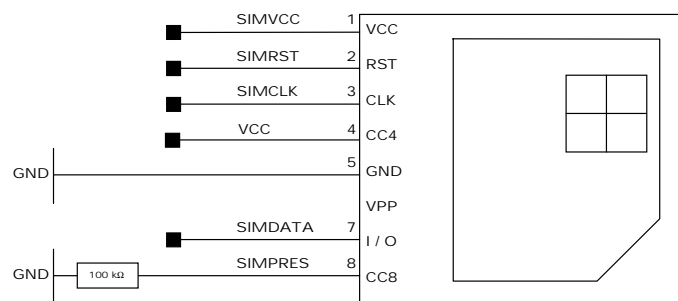 SIMVCC 1 VCC
SIMRST 2 RST
SIMCLK 3 CLK
VCC 4 CC4
GND 5 GND
VPP
SIMDATA 7 I / O
GND 100 kΩ SIMPRES 8 CC8